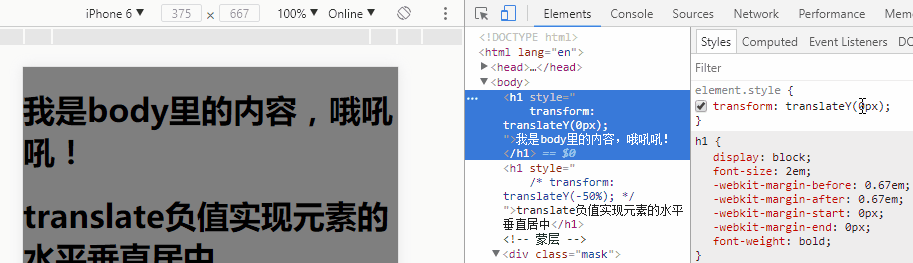 iPhone 6 ▼ 375 × 667 100% ▼ Online ▼
Elements Console Sources Network Performance Mem
我是body里的内容，哦吼
吼！
translate负值实现元素的
水平垂直居中
<!DOCTYPE html>
<html lang="en">
▶<head>…</head>
▼<body>
… <h1 style="
transform:
translateY(0px);
">我是body里的内容，哦吼吼!
</h1> == $0
<h1 style="
/* transform:
translateY(-50%); */
">translate负值实现元素的水平
垂直居中</h1>
<!-- 蒙层 -->
▼<div class="mask">
Styles Computed Event Listeners DO
Filter
element.style {
transform: translateY(0px);
}
h1 {
display: block;
font-size: 2em;
-webkit-margin-before: 0.67em;
-webkit-margin-after: 0.67em;
-webkit-margin-start: 0px;
-webkit-margin-end: 0px;
font-weight: bold;
}